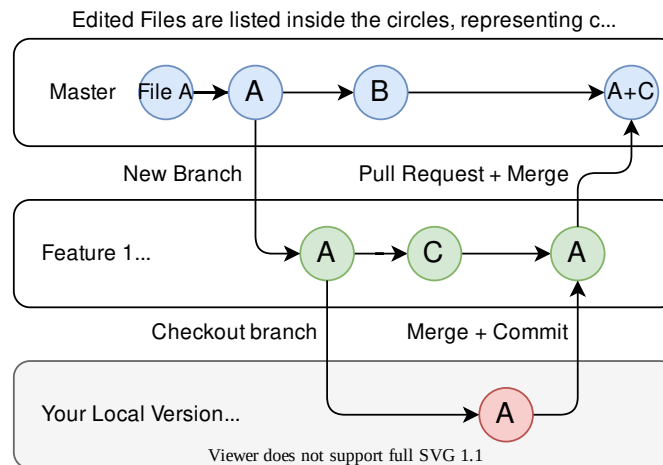 Edited Files are listed inside the circles, representing c...
Master
File A
A
B
A+C
New Branch
Pull Request + Merge
Feature 1...
A
C
A
Checkout branch
Merge + Commit
Your Local Version...
A
Viewer does not support full SVG 1.1